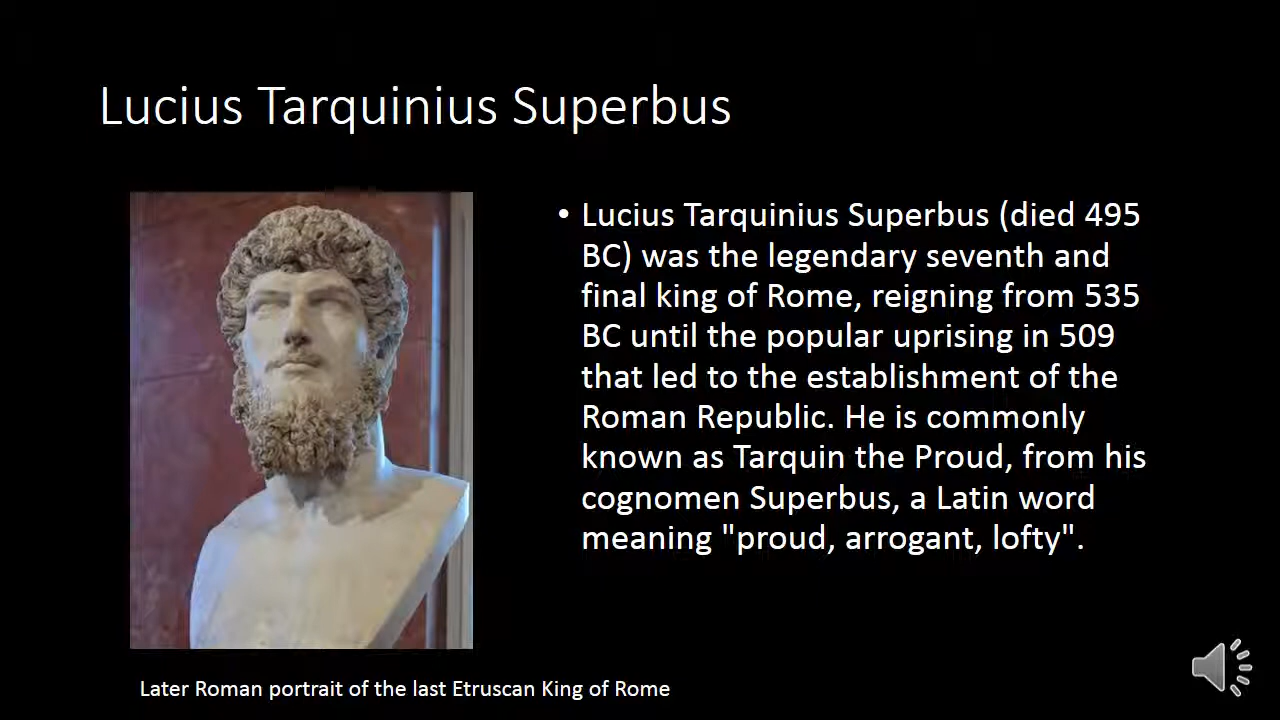 Lucius Tarquinius Superbus
• Lucius Tarquinius Superbus (died 495
BC) was the legendary seventh and
final king of Rome, reigning from 535
BC until the popular uprising in 509
that led to the establishment of the
Roman Republic. He is commonly
known as Tarquin the Proud, from his
cognomen Superbus, a Latin word
meaning "proud, arrogant, lofty".
Later Roman portrait of the last Etruscan King of Rome